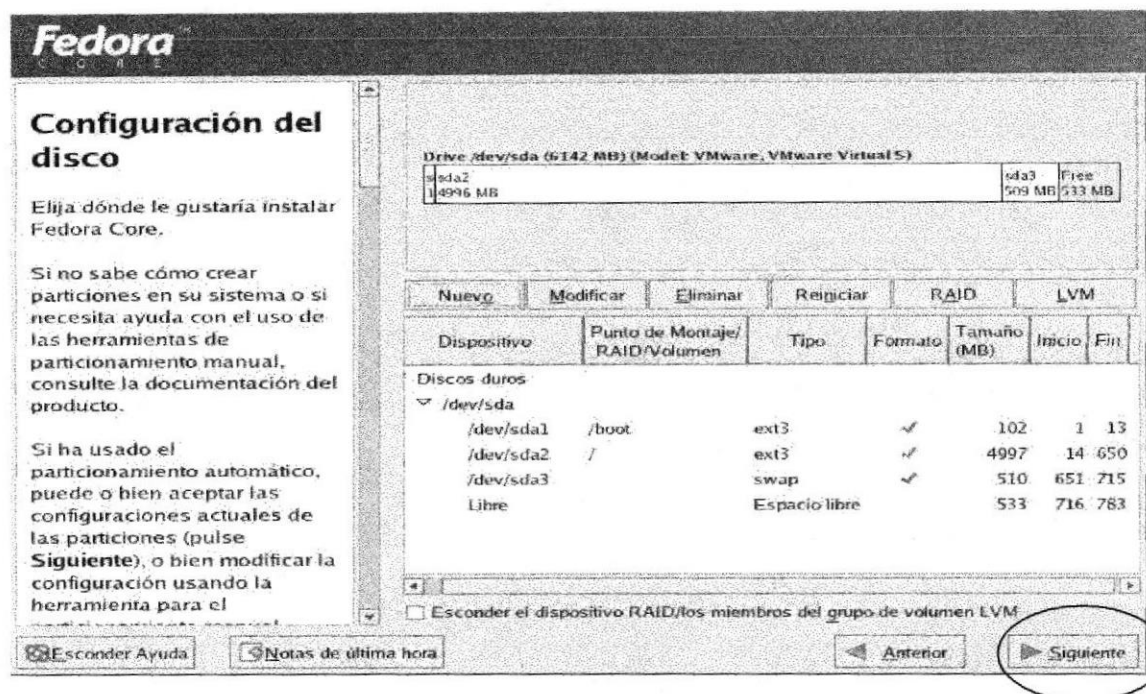 Fedora
CORE
Configuración del
disco
Elija dónde le gustaría instalar
Fedora Core.
Si no sabe cómo crear
particiones en su sistema o si
necesita ayuda con el uso de
las herramientas de
particionamiento manual,
consulte la documentación del
producto.
Si ha usado el
particionamiento automático,
puede o bien aceptar las
configuraciones actuales de
las particiones (pulse
Siguiente), o bien modificar la
configuración usando la
herramienta para el
Drive /dev/sda (6142 MB) (Model: VMware, VMware Virtual S)
s sda2 sda3 Free
1 4996 MB 509 MB 533 MB
Nuevo Modificar Eliminar Reiniciar RAID LVM
Dispositivo Punto de Montaje/ RAID/Volumen Tipo Formato Tamaño (MB) Inicio Fin
Discos duros
/dev/sda
/dev/sda1 /boot ext3 102 1 13
/dev/sda2 / ext3 4997 14 650
/dev/sda3 swap 510 651 715
Libre Espacio libre 533 716 783
Esconder el dispositivo RAID/los miembros del grupo de volumen LVM
Esconder Ayuda Notas de última hora Anterior Siguiente